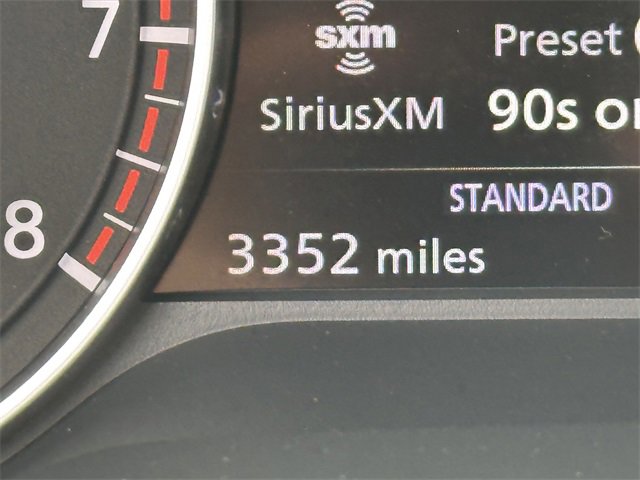 7
8
sxm
Preset
SiriusXM
90s
STANDARD
3352 miles